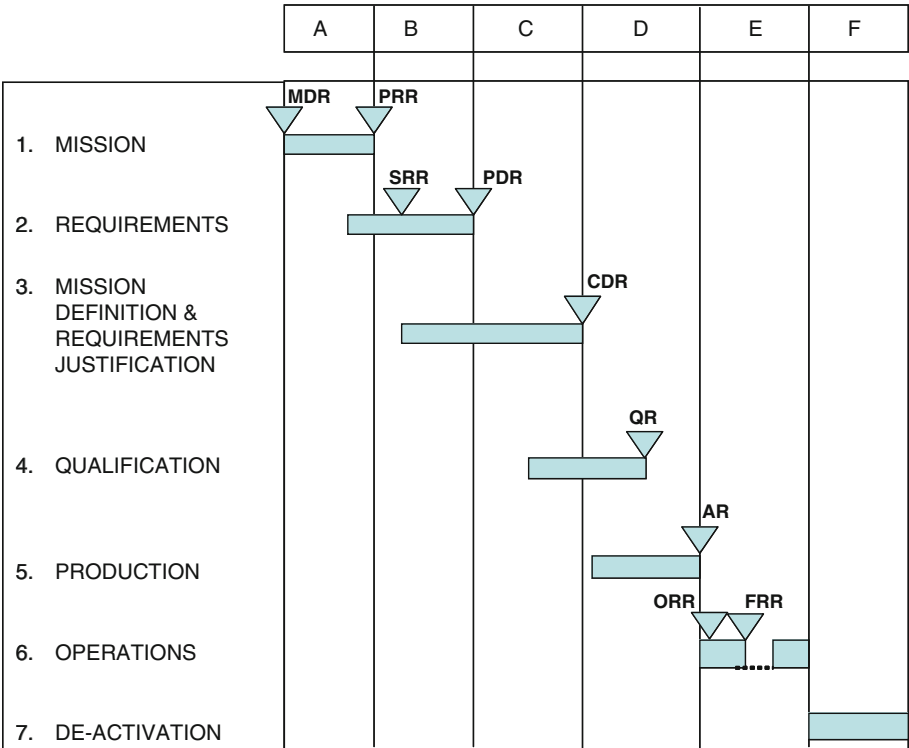 A B C D E F
MDR PRR
1. MISSION
SRR PDR
2. REQUIREMENTS
3. MISSION
DEFINITION &
REQUIREMENTS
JUSTIFICATION
CDR
QR
4. QUALIFICATION
AR
5. PRODUCTION
ORR FRR
6. OPERATIONS
7. DE-ACTIVATION